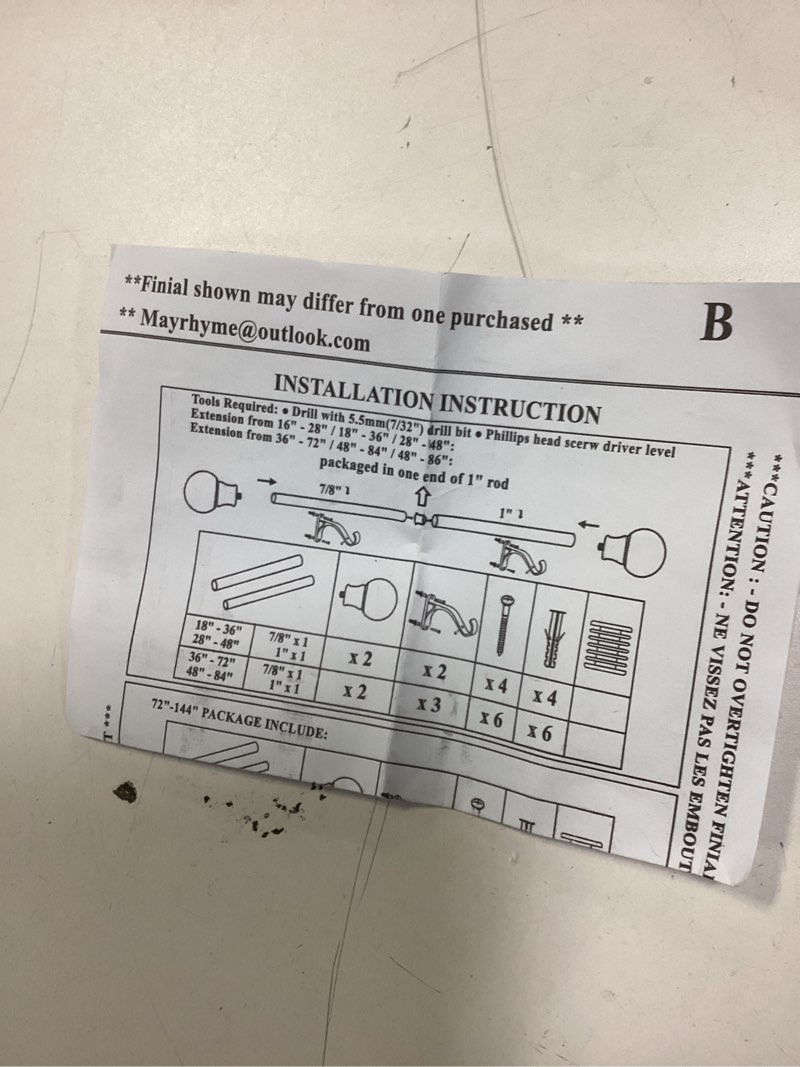 **Finial shown may differ from one purchased **
** Mayrhyme@outlook.com
B
INSTALLATION INSTRUCTION
Tools Required: ● Drill with 5.5mm(7/32") drill bit ● Phillips head scerw driver level
Extension from 16" - 28" / 18" - 36" / 28" - 48":
Extension from 36" - 72" / 48" - 84" / 48" - 86":
packaged in one end of 1" rod
7/8"
1"
18" - 36"
28" - 48"
7/8" x 1
1" x 1
x 2
x 2
x 4
x 4
36" - 72"
48" - 84"
7/8" x 1
1" x 1
x 2
x 3
x 6
x 6
72"-144" PACKAGE INCLUDE:
***CAUTION : - DO NOT OVERTIGHTEN FINIAL
***ATTENTION: - NE VISSEZ PAS LES EMBOUT
T ***